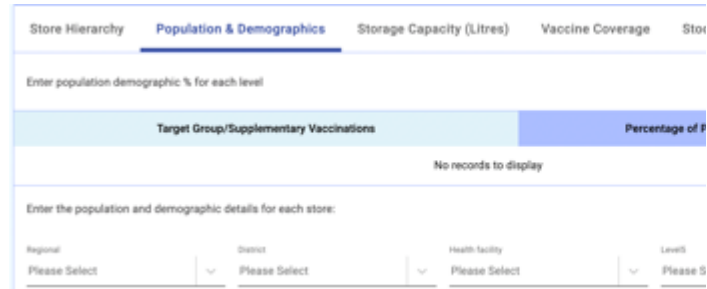 Store Hierarchy Population & Demographics Storage Capacity (Litres) Vaccine Coverage
Enter population demographic % for each level
Target Group/Supplementary Vaccinations Percentage of
No records to display
Enter the population and demographic details for each store:
Regional District Health facility Level5
Please Select Please Select Please Select Please